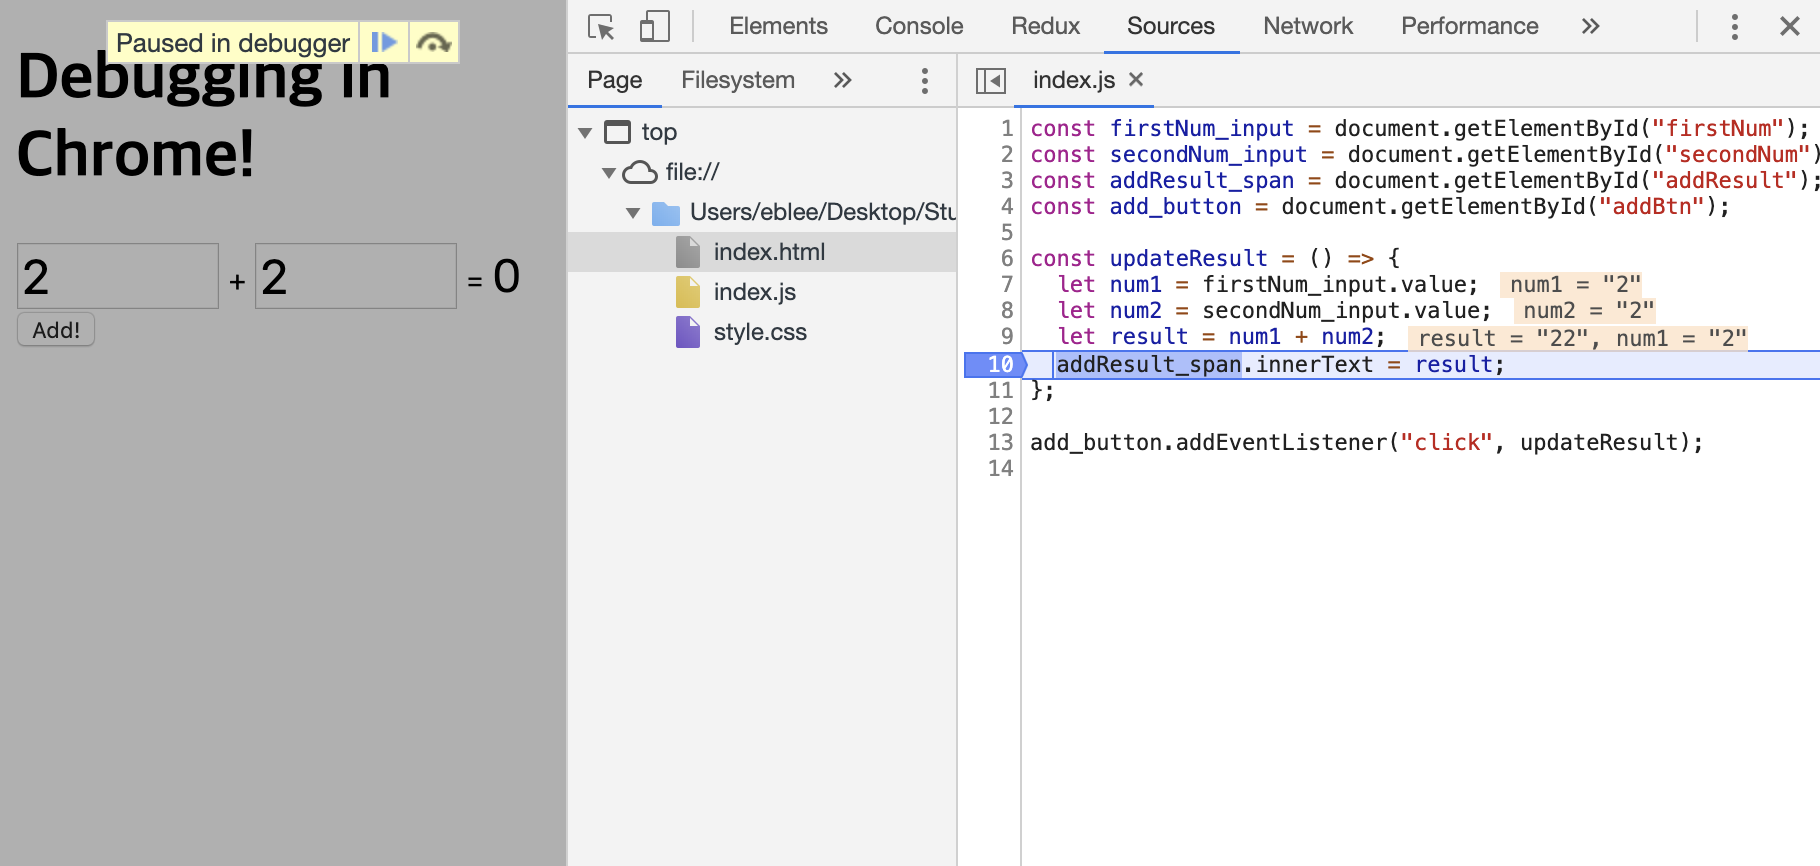 Paused in debugger
Debugging in
Chrome!
2 + 2 = 0
Add!
Elements Console Redux Sources Network Performance
Page Filesystem
top
file://
Users/eblee/Desktop/Stu
index.html
index.js
style.css
index.js
1 const firstNum_input = document.getElementById("firstNum");
2 const secondNum_input = document.getElementById("secondNum")
3 const addResult_span = document.getElementById("addResult");
4 const add_button = document.getElementById("addBtn");
5
6 const updateResult = () => {
7 let num1 = firstNum_input.value; num1 = "2"
8 let num2 = secondNum_input.value; num2 = "2"
9 let result = num1 + num2; result = "22", num1 = "2"
10 addResult_span.innerText = result;
11 };
12
13 add_button.addEventListener("click", updateResult);
14